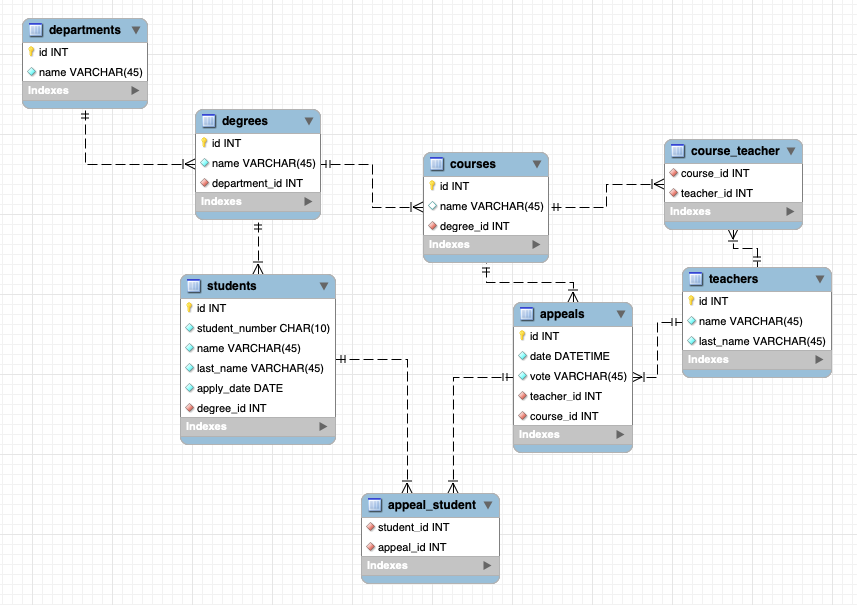 departments
id INT
name VARCHAR(45)
Indexes
degrees
id INT
name VARCHAR(45)
department_id INT
Indexes
courses
id INT
name VARCHAR(45)
degree_id INT
Indexes
course_teacher
course_id INT
teacher_id INT
Indexes
students
id INT
student_number CHAR(10)
name VARCHAR(45)
last_name VARCHAR(45)
apply_date DATE
degree_id INT
Indexes
appeals
id INT
date DATETIME
vote VARCHAR(45)
teacher_id INT
course_id INT
Indexes
teachers
id INT
name VARCHAR(45)
last_name VARCHAR(45)
Indexes
appeal_student
student_id INT
appeal_id INT
Indexes